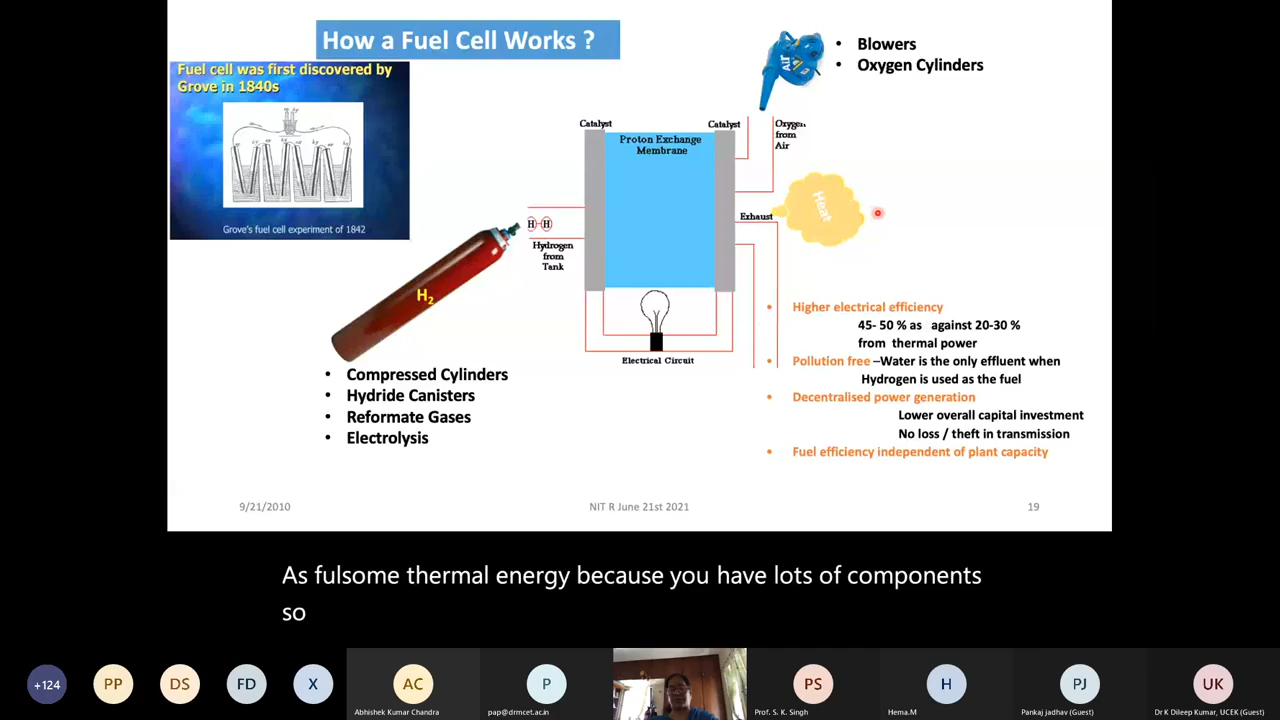 How a Fuel Cell Works ?
Fuel cell was first discovered by
Grove in 1840s
Grove's fuel cell experiment of 1842
• Blowers
• Oxygen Cylinders
AIR
Catalyst
Catalyst
Proton Exchange
Membrane
Oxygen
from
Air
Heat
Exhaust
H H
Hydrogen
from
Tank
H2
Electrical Circuit
• Compressed Cylinders
• Hydride Canisters
• Reformate Gases
• Electrolysis
• Higher electrical efficiency
45- 50 % as against 20-30 %
from thermal power
• Pollution free –Water is the only effluent when
Hydrogen is used as the fuel
• Decentralised power generation
Lower overall capital investment
No loss / theft in transmission
• Fuel efficiency independent of plant capacity
9/21/2010
NIT R June 21st 2021
19
As fulsome thermal energy because you have lots of components
so
+124
PP
DS
FD
X
AC
Abhishek Kumar Chandra
P
pap@drmcet.ac.in
PS
Prof. S. K. Singh
H
Hema.M
PJ
Pankaj jadhav (Guest)
UK
Dr K Dileep Kumar, UCEK (Guest)